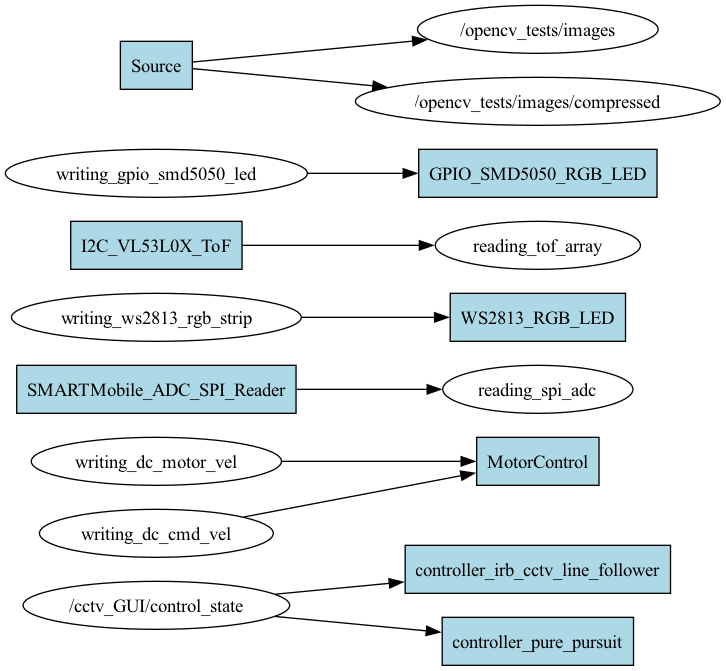 Source
/opencv_tests/images
/opencv_tests/images/compressed
writing_gpio_smd5050_led
GPIO_SMD5050_RGB_LED
I2C_VL53L0X_ToF
reading_tof_array
writing_ws2813_rgb_strip
WS2813_RGB_LED
SMARTMobile_ADC_SPI_Reader
reading_spi_adc
writing_dc_motor_vel
MotorControl
writing_dc_cmd_vel
/cctv_GUI/control_state
controller_irb_cctv_line_follower
controller_pure_pursuit